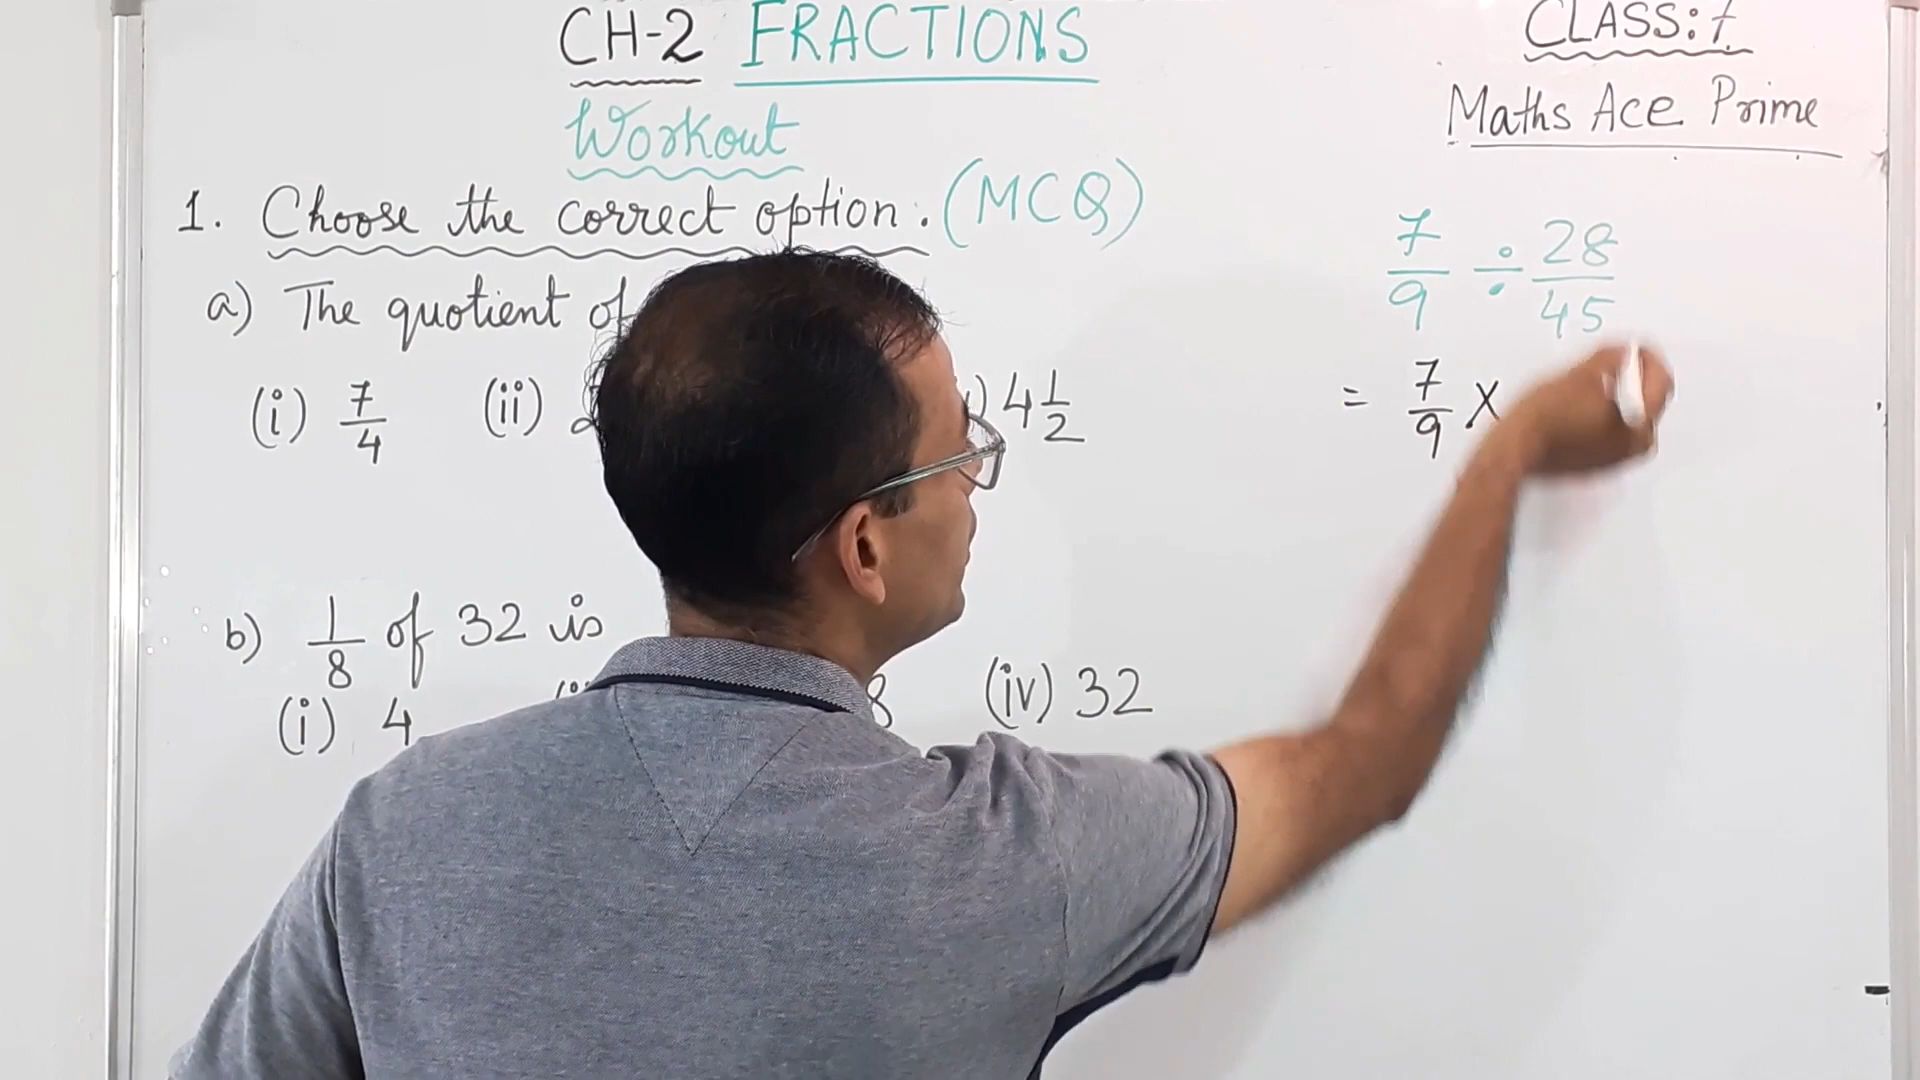 CH-2 FRACTIONS
CLASS: 7
Maths Ace Prime
Workout
1. Choose the correct option. (MCQ)
a) The quotient of
(i) 7/4 (ii) 4 1/2
b) 1/8 of 32 is
(i) 4 8 (iv) 32
7/9 ÷ 28/45
= 7/9 X